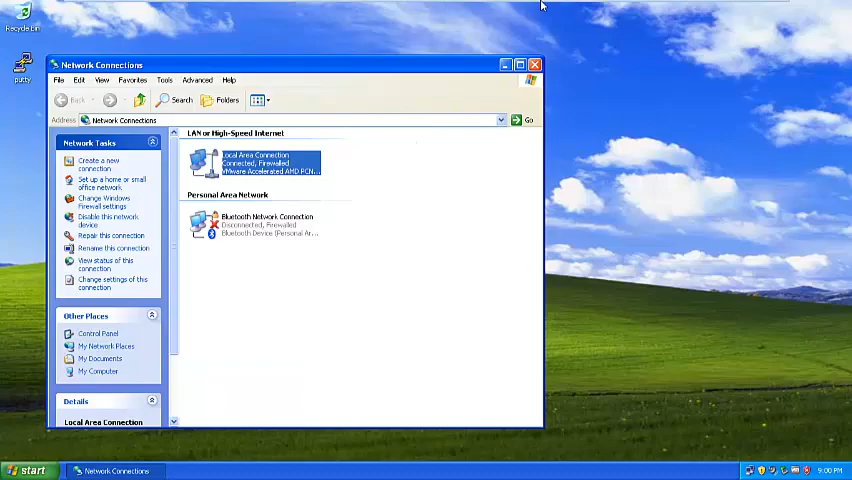 Recycle Bin
putty
Network Connections
File Edit View Favorites Tools Advanced Help
Back Search Folders
Address Network Connections Go
Network Tasks
Create a new
connection
Set up a home or small
office network
Change Windows
Firewall settings
Disable this network
device
Repair this connection
Rename this connection
View status of this
connection
Change settings of this
connection
Other Places
Control Panel
My Network Places
My Documents
My Computer
Details
Local Area Connection
LAN or High-Speed Internet
Local Area Connection
Connected, Firewalled
VMware Accelerated AMD PCN...
Personal Area Network
Bluetooth Network Connection
Disconnected, Firewalled
Bluetooth Device (Personal Ar...
start Network Connections 9:00 PM